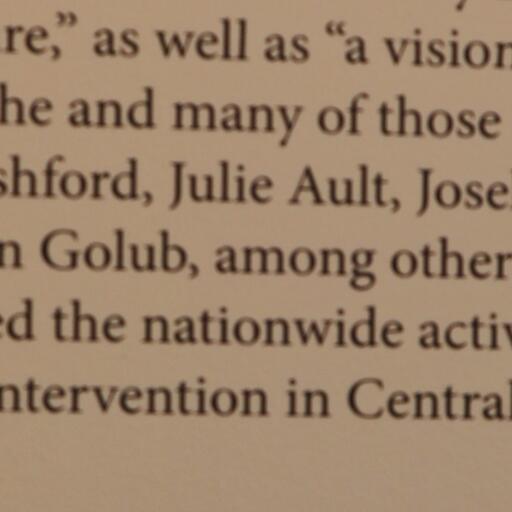 re,” as well as “a vision
he and many of those
shford, Julie Ault, Jose
n Golub, among other
ed the nationwide activ
ntervention in Central